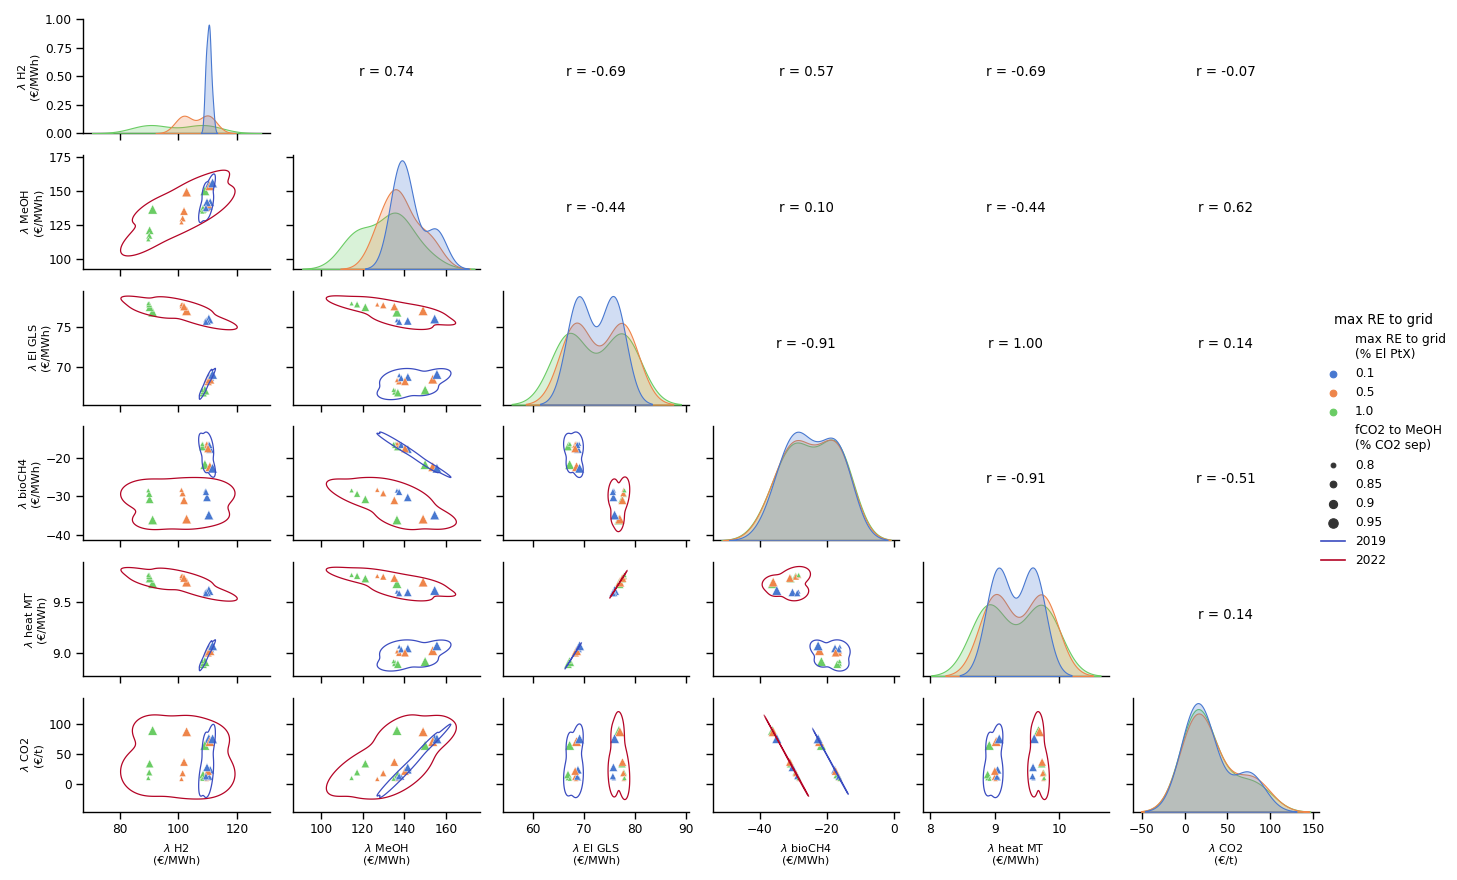 1.00
0.75
0.50
0.25
0.00
λ H2
(€/MWh)
r = 0.74
r = -0.69
r = 0.57
r = -0.69
r = -0.07
175
150
125
100
λ MeOH
(€/MWh)
r = -0.44
r = 0.10
r = -0.44
r = 0.62
75
70
λ El GLS
(€/MWh)
r = -0.91
r = 1.00
r = 0.14
−20
−30
−40
λ bioCH4
(€/MWh)
r = -0.91
r = -0.51
9.5
9.0
λ heat MT
(€/MWh)
r = 0.14
100
50
0
λ CO2
(€/t)
80 100 120
λ H2
(€/MWh)
100 120 140 160
λ MeOH
(€/MWh)
60 70 80 90
λ El GLS
(€/MWh)
−40 −20 0
λ bioCH4
(€/MWh)
8 9 10
λ heat MT
(€/MWh)
−50 0 50 100 150
λ CO2
(€/t)
max RE to grid
max RE to grid
(% El PtX)
0.1
0.5
1.0
fCO2 to MeOH
(% CO2 sep)
0.8
0.85
0.9
0.95
2019
2022